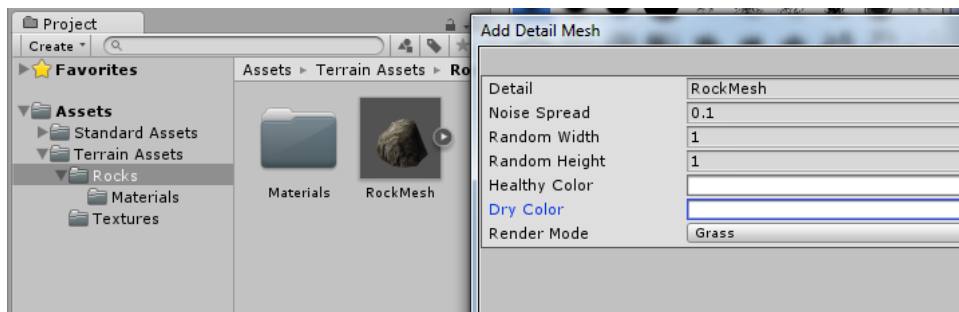 Project
Create
Favorites
Assets
Standard Assets
Terrain Assets
Rocks
Materials
Textures
Assets Terrain Assets Ro
Materials
RockMesh
Add Detail Mesh
Detail RockMesh
Noise Spread 0.1
Random Width 1
Random Height 1
Healthy Color
Dry Color
Render Mode Grass